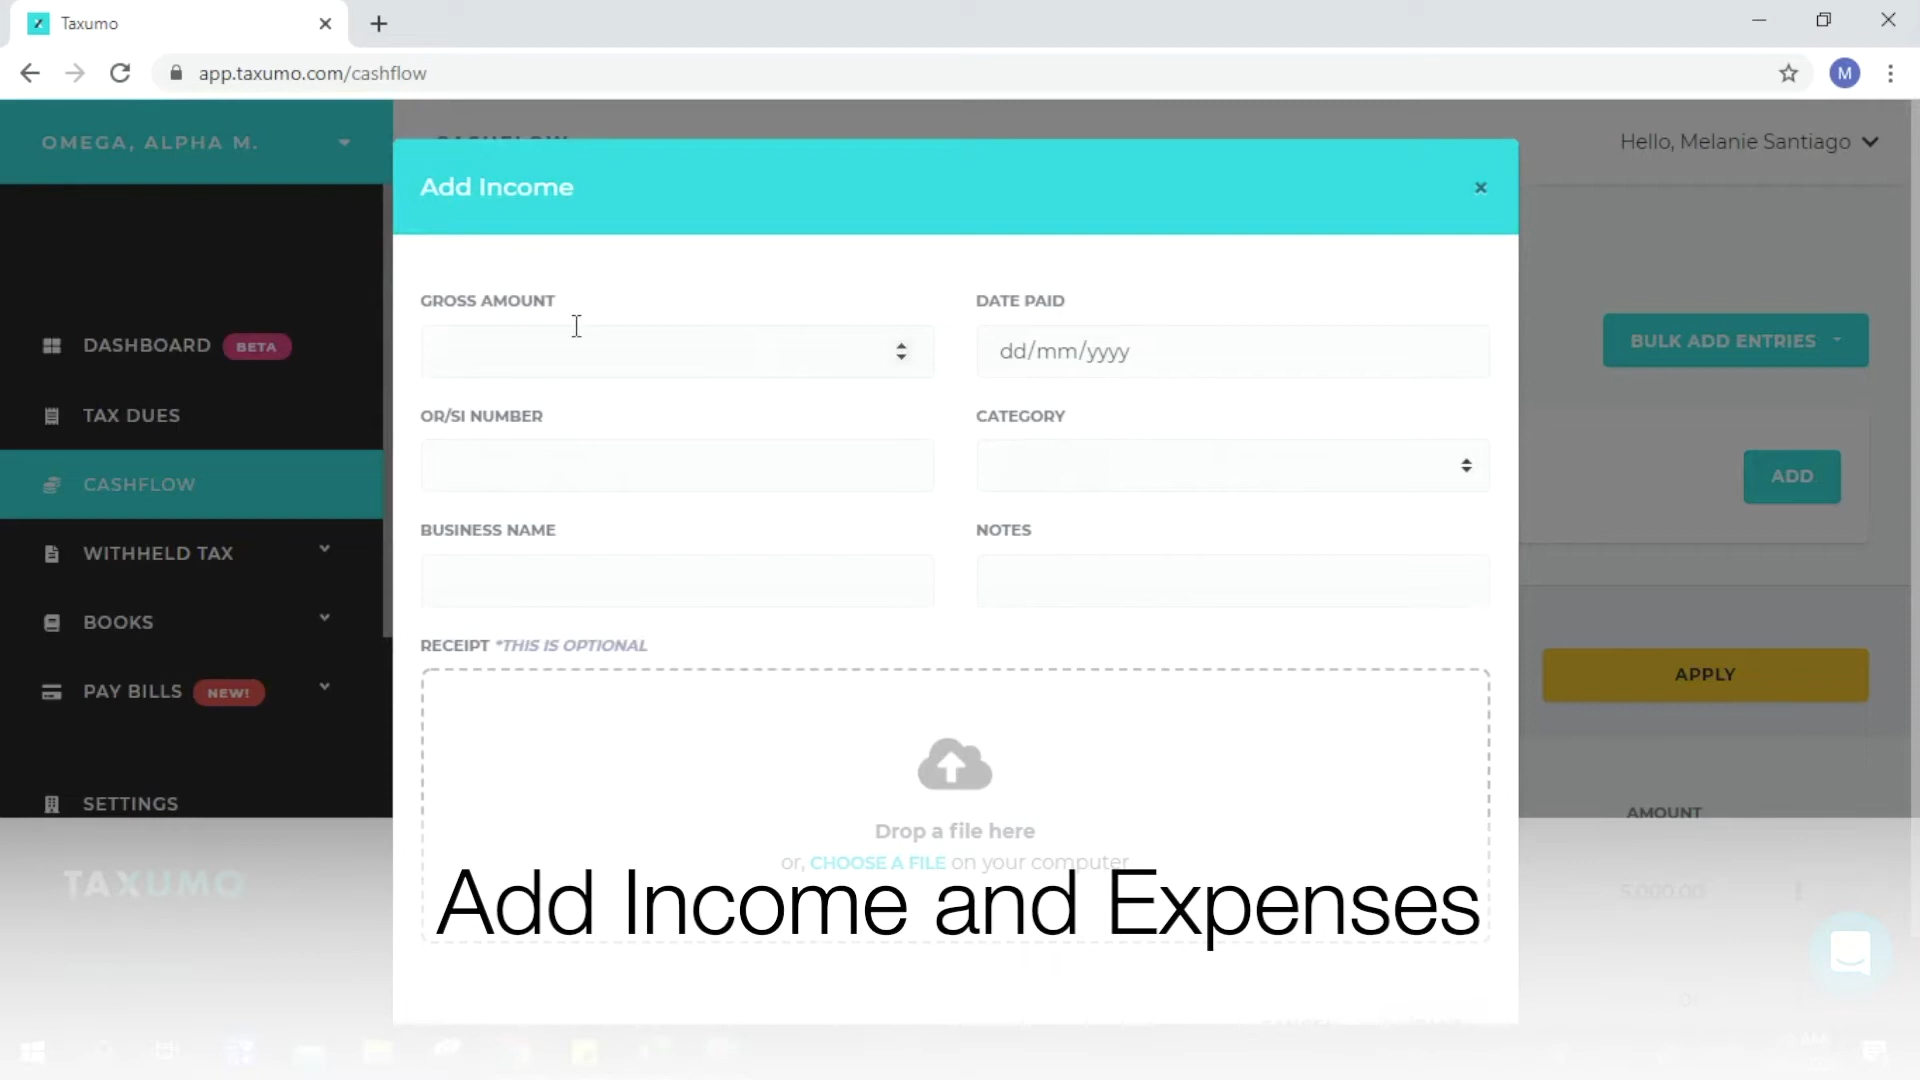 Taxumo
app.taxumo.com/cashflow
M
OMEGA, ALPHA M.
Hello, Melanie Santiago
Add Income
GROSS AMOUNT
DATE PAID
dd/mm/yyyy
BULK ADD ENTRIES
DASHBOARD BETA
TAX DUES
OR/SI NUMBER
CATEGORY
CASHFLOW
ADD
BUSINESS NAME
NOTES
WITHHELD TAX
BOOKS
RECEIPT *THIS IS OPTIONAL
PAY BILLS NEW!
APPLY
SETTINGS
AMOUNT
Drop a file here
or, CHOOSE A FILE on your computer
TAXUMO
5,000.00
Add Income and Expenses